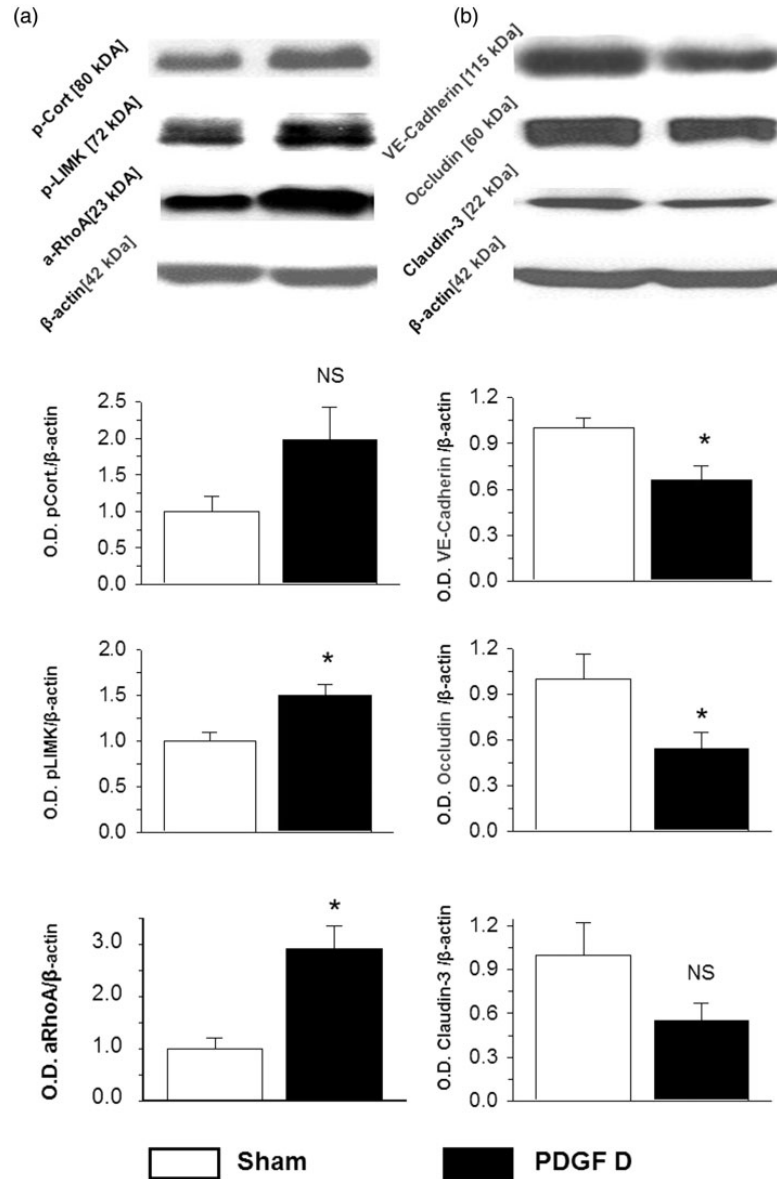 (a)
p-Cort [80 kDA]
p-LIMK [72 kDA]
a-RhoA[23 kDA]
β-actin[42 kDa]
(b)
VE-Cadherin [115 kDa]
Occludin [60 kDa]
Claudin-3 [22 kDa]
β-actin[42 kDa]
O.D. pCort./β-actin
2.5
2.0
1.5
1.0
0.5
0.0
NS
O.D. VE-Cadherin /β-actin
1.2
0.9
0.6
0.3
0.0
*
O.D. pLIMK/β-actin
2.0
1.5
1.0
0.5
0.0
*
O.D. Occludin /β-actin
1.2
0.9
0.6
0.3
0.0
*
O.D. aRhoA/β-actin
3.0
2.0
1.0
0.0
*
O.D. Claudin-3 /β-actin
1.2
0.9
0.6
0.3
0.0
NS
Sham
PDGF D